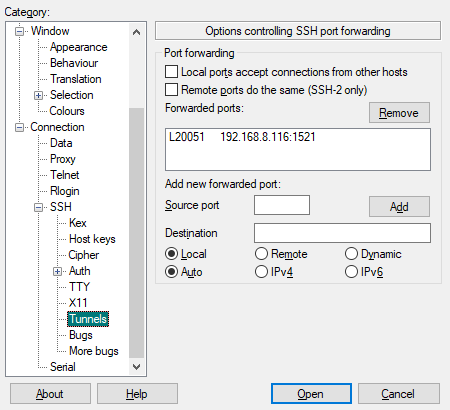 Category:
Window
Appearance
Behaviour
Translation
Selection
Colours
Connection
Data
Proxy
Telnet
Rlogin
SSH
Kex
Host keys
Cipher
Auth
TTY
X11
Tunnels
Bugs
More bugs
Serial
Options controlling SSH port forwarding
Port forwarding
Local ports accept connections from other hosts
Remote ports do the same (SSH-2 only)
Forwarded ports:
Remove
L20051 192.168.8.116:1521
Add new forwarded port:
Source port
Add
Destination
Local Remote Dynamic
Auto IPv4 IPv6
About Help Open Cancel